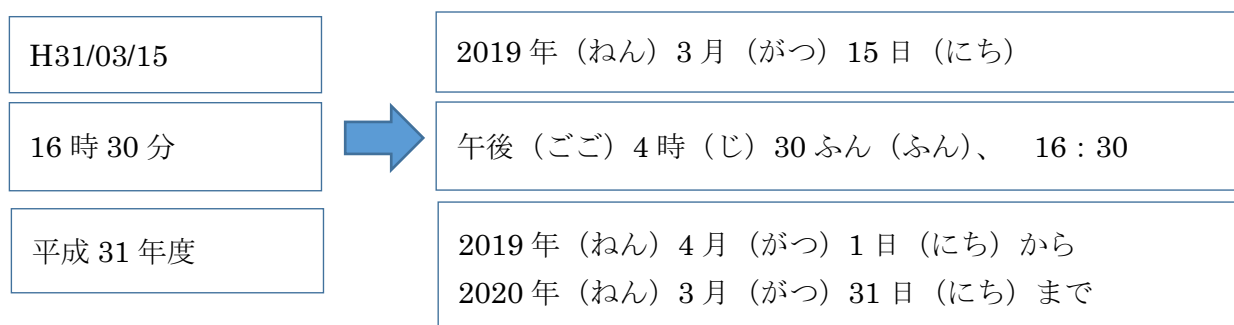 H31/03/15
2019年（ねん）3月（がつ）15日（にち）
16時30分
午後（ごご）4時（じ）30ふん（ふん）、　16：30
平成31年度
2019年（ねん）4月（がつ）1日（にち）から
2020年（ねん）3月（がつ）31日（にち）まで